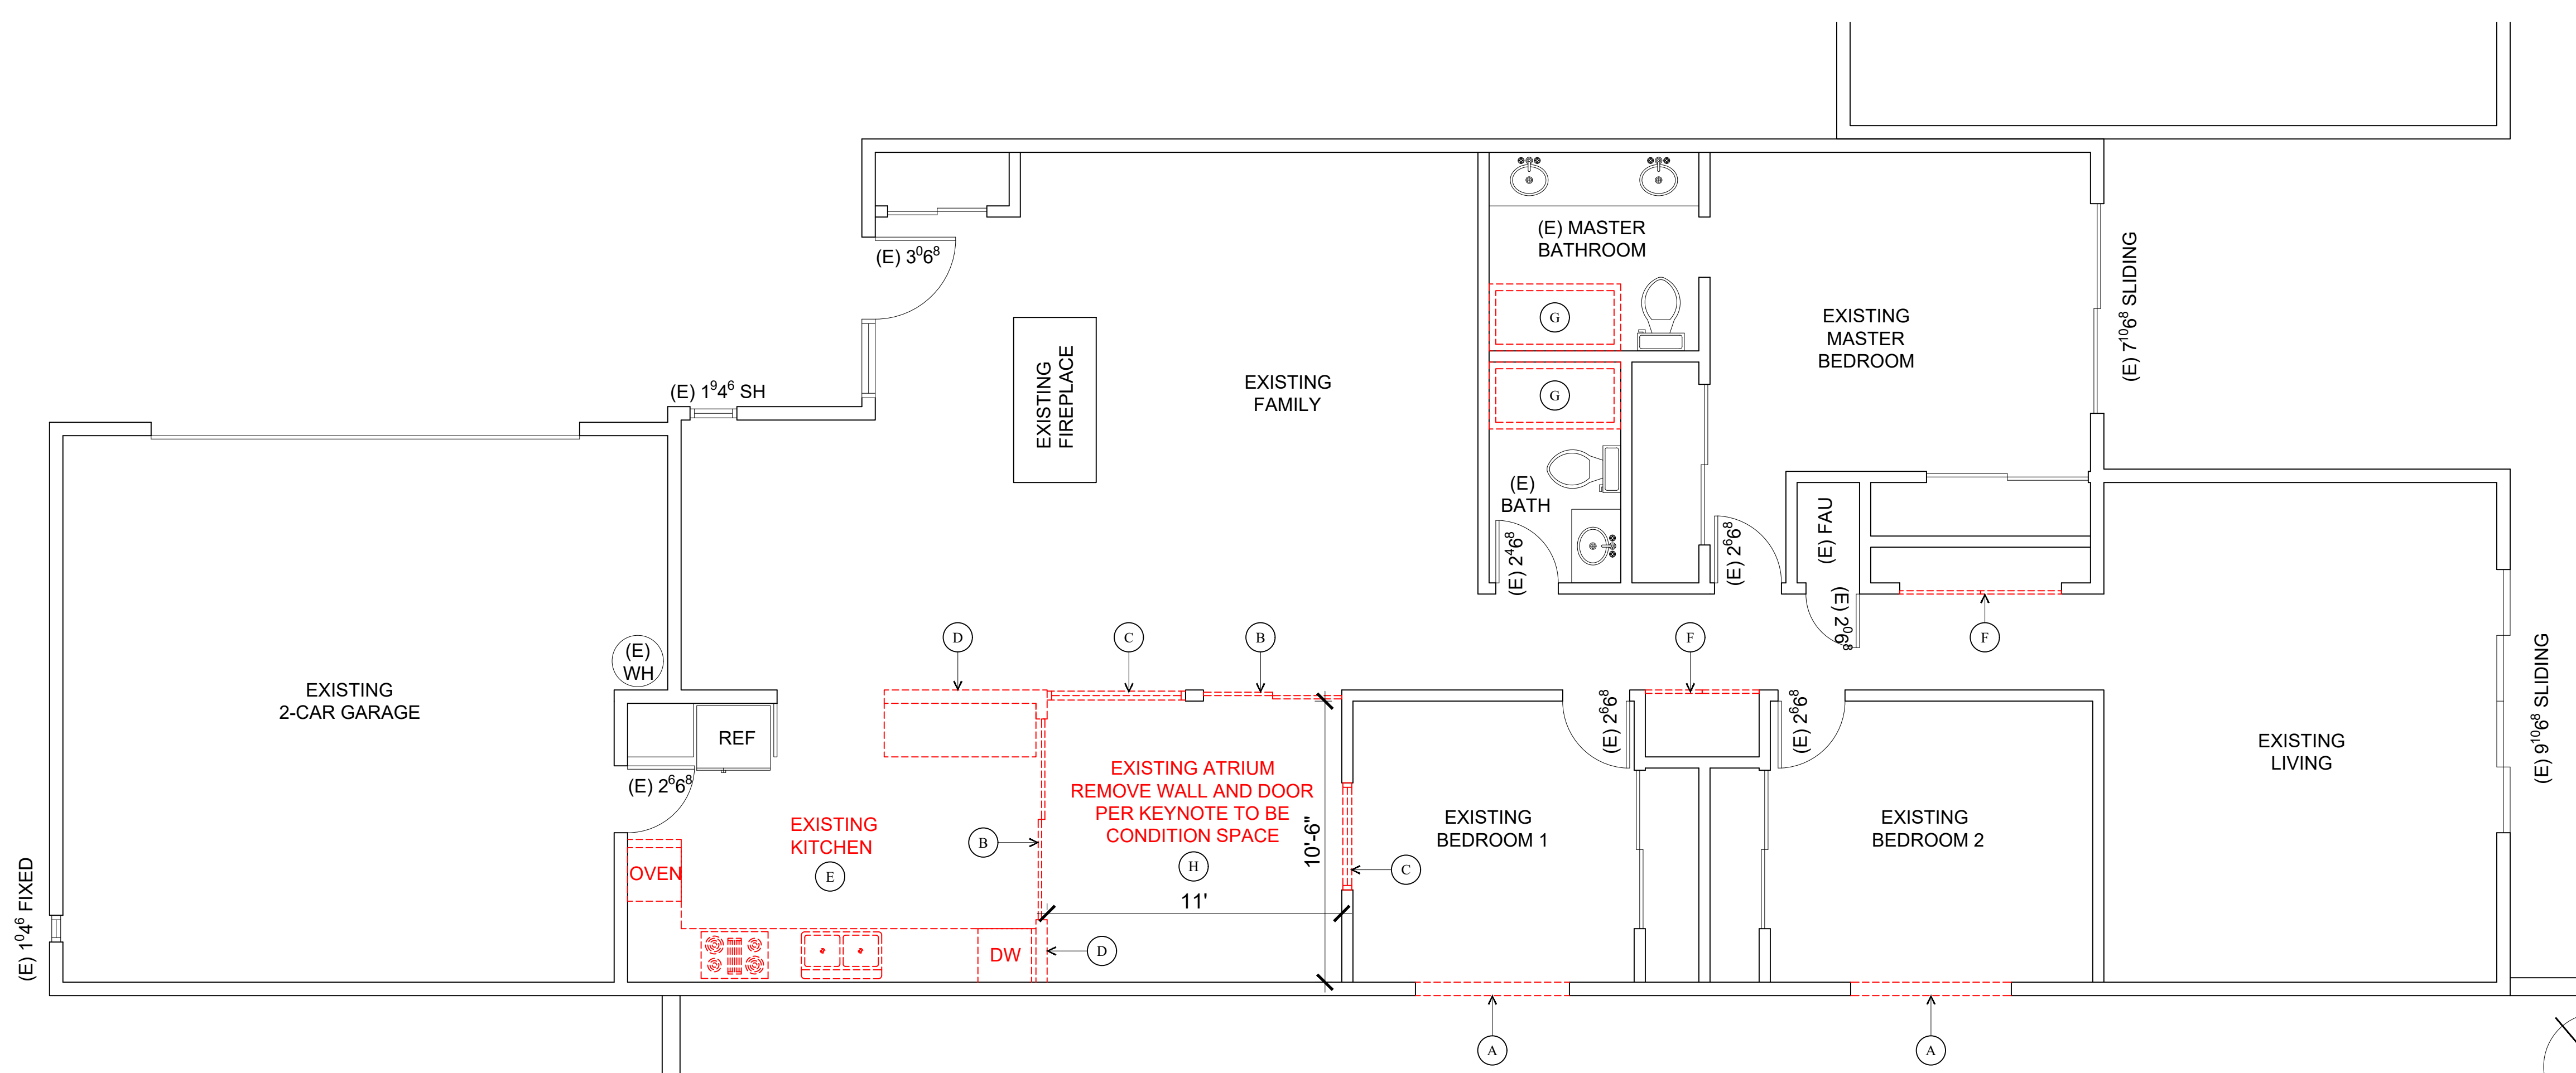 (E) MASTER
BATHROOM
(E) 3⁰6⁸
(E) 7¹⁰6⁸ SLIDING
G
EXISTING
MASTER
BEDROOM
EXISTING
FIREPLACE
EXISTING
FAMILY
(E) 1⁹4⁶ SH
G
(E)
BATH
(E) 2⁴6⁸
(E) 2⁶6⁸
(E) FAU
(E) 2⁰6⁸
(E)
WH
D
C
B
F
F
EXISTING
2-CAR GARAGE
REF
(E) 2⁶6⁸
(E) 2⁶6⁸
(E) 2⁶6⁸
EXISTING
LIVING
(E) 9¹⁰6⁸ SLIDING
EXISTING ATRIUM
REMOVE WALL AND DOOR
PER KEYNOTE TO BE
CONDITION SPACE
H
10'-6"
11'
EXISTING
KITCHEN
E
B
EXISTING
BEDROOM 1
EXISTING
BEDROOM 2
C
OVEN
(E) 1⁰4⁶ FIXED
DW
D
A
A